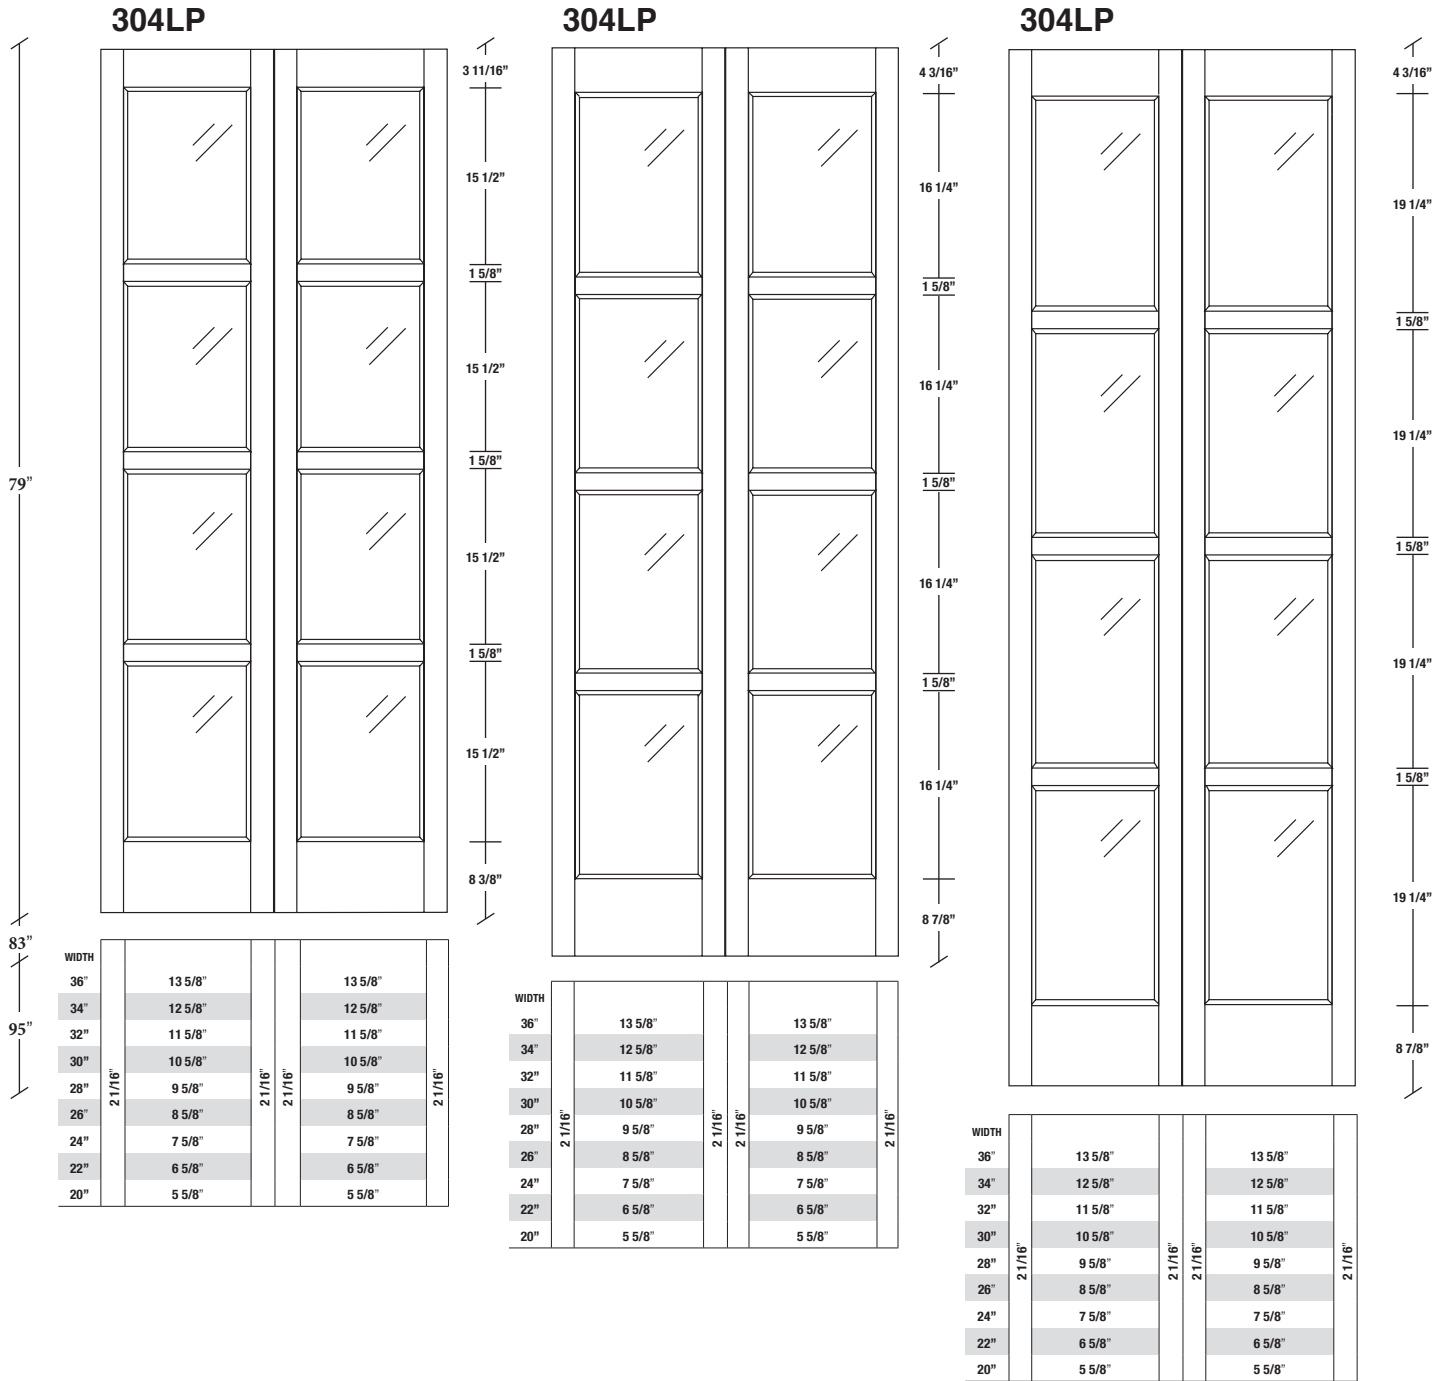 304LP
304LP
304LP
79”
83”
95”
3 11/16”
15 1/2”
1 5/8”
15 1/2”
1 5/8”
15 1/2”
1 5/8”
15 1/2”
8 3/8”
4 3/16”
16 1/4”
1 5/8”
16 1/4”
1 5/8”
16 1/4”
1 5/8”
16 1/4”
8 7/8”
4 3/16”
19 1/4”
1 5/8”
19 1/4”
1 5/8”
19 1/4”
1 5/8”
19 1/4”
8 7/8”
WIDTH
36” 13 5/8” 13 5/8”
34” 12 5/8” 12 5/8”
32” 11 5/8” 11 5/8”
30” 10 5/8” 10 5/8”
28” 9 5/8” 9 5/8”
26” 8 5/8” 8 5/8”
24” 7 5/8” 7 5/8”
22” 6 5/8” 6 5/8”
20” 5 5/8” 5 5/8”
2 1/16”
2 1/16”
2 1/16”
2 1/16”
WIDTH
36” 13 5/8” 13 5/8”
34” 12 5/8” 12 5/8”
32” 11 5/8” 11 5/8”
30” 10 5/8” 10 5/8”
28” 9 5/8” 9 5/8”
26” 8 5/8” 8 5/8”
24” 7 5/8” 7 5/8”
22” 6 5/8” 6 5/8”
20” 5 5/8” 5 5/8”
2 1/16”
2 1/16”
2 1/16”
2 1/16”
WIDTH
36” 13 5/8” 13 5/8”
34” 12 5/8” 12 5/8”
32” 11 5/8” 11 5/8”
30” 10 5/8” 10 5/8”
28” 9 5/8” 9 5/8”
26” 8 5/8” 8 5/8”
24” 7 5/8” 7 5/8”
22” 6 5/8” 6 5/8”
20” 5 5/8” 5 5/8”
2 1/16”
2 1/16”
2 1/16”
2 1/16”